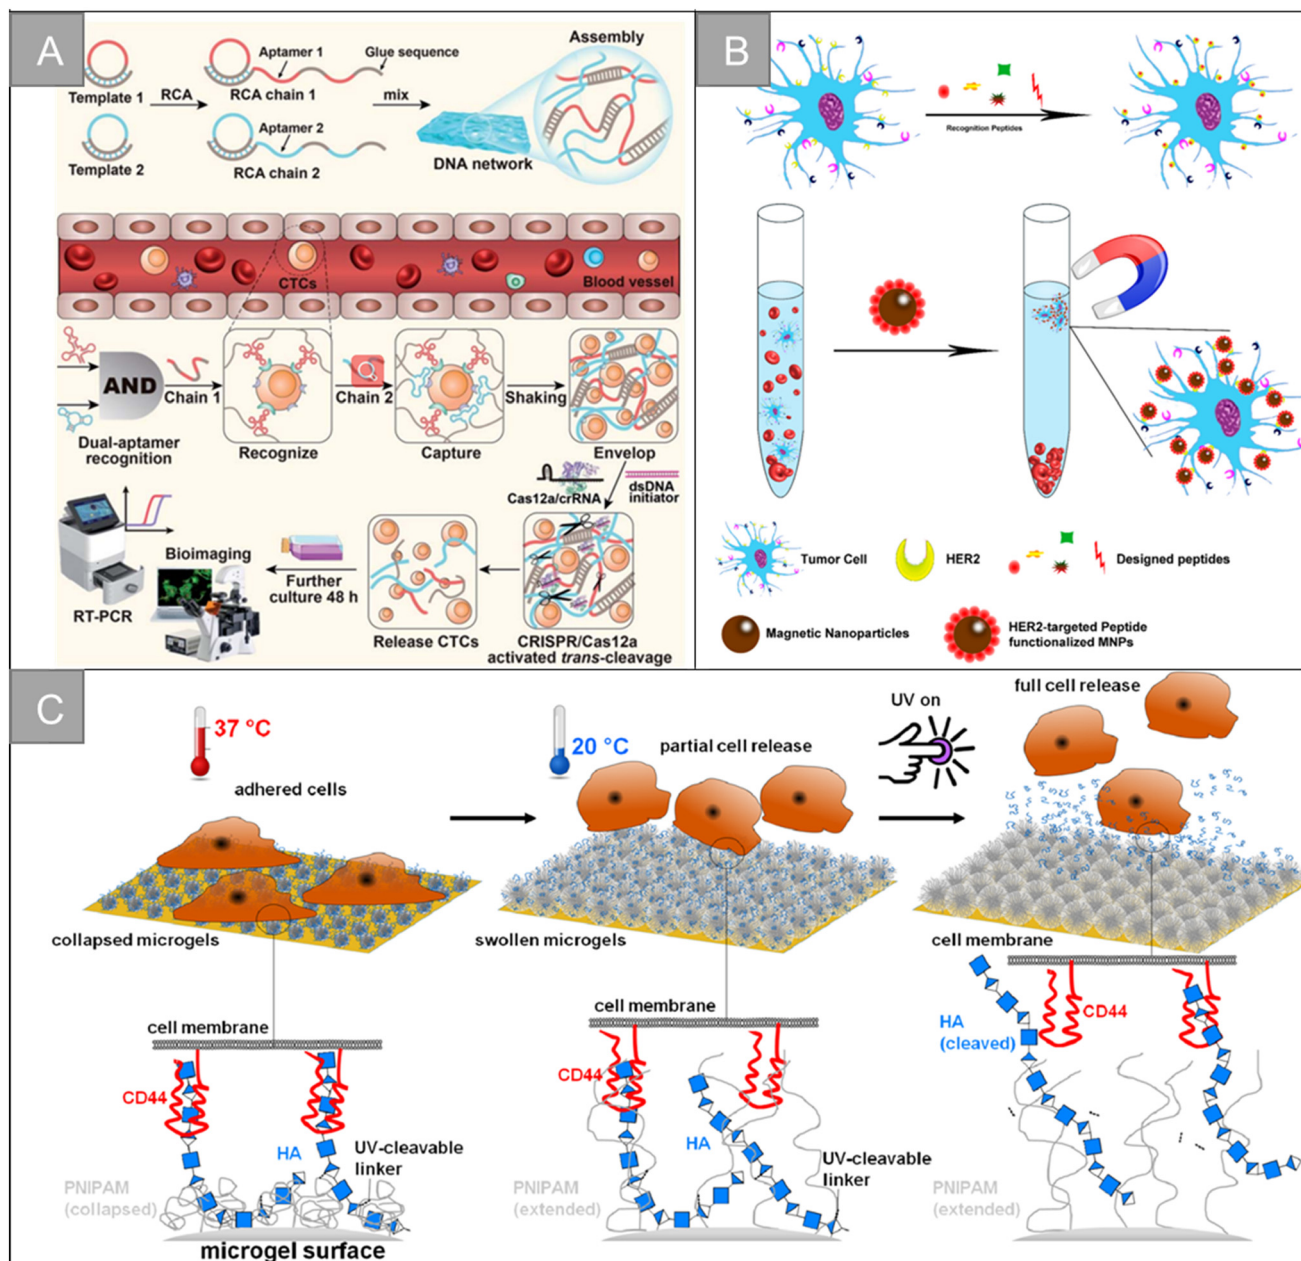 A
Template 1
RCA
Aptamer 1
Glue sequence
RCA chain 1
mix
Assembly
Template 2
Aptamer 2
RCA chain 2
DNA network
CTCs
Blood vessel
AND
Chain 1
Chain 2
Shaking
Dual-aptamer
recognition
Recognize
Capture
Envelop
Cas12a/crRNA
dsDNA
initiator
RT-PCR
Bioimaging
Further
culture 48 h
Release CTCs
CRISPR/Cas12a
activated trans-cleavage
B
Recognition Peptides
Tumor Cell
HER2
Designed peptides
Magnetic Nanoparticles
HER2-targeted Peptide
functionalized MNPs
C
37 °C
adhered cells
collapsed microgels
20 °C
partial cell release
swollen microgels
UV on
full cell release
cell membrane
CD44
HA
UV-cleavable
linker
PNIPAM
(collapsed)
microgel surface
cell membrane
CD44
HA
UV-cleavable
linker
PNIPAM
(extended)
cell membrane
HA
(cleaved)
CD44
PNIPAM
(extended)